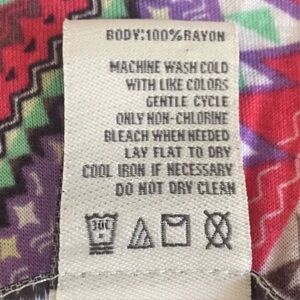 BODY:100%RAYON
MACHINE WASH COLD
WITH LIKE COLORS
GENTLE CYCLE
ONLY NON-CHLORINE
BLEACH WHEN NEEDED
LAY FLAT TO DRY
COOL IRON IF NECESSARY
DO NOT DRY CLEAN
30C